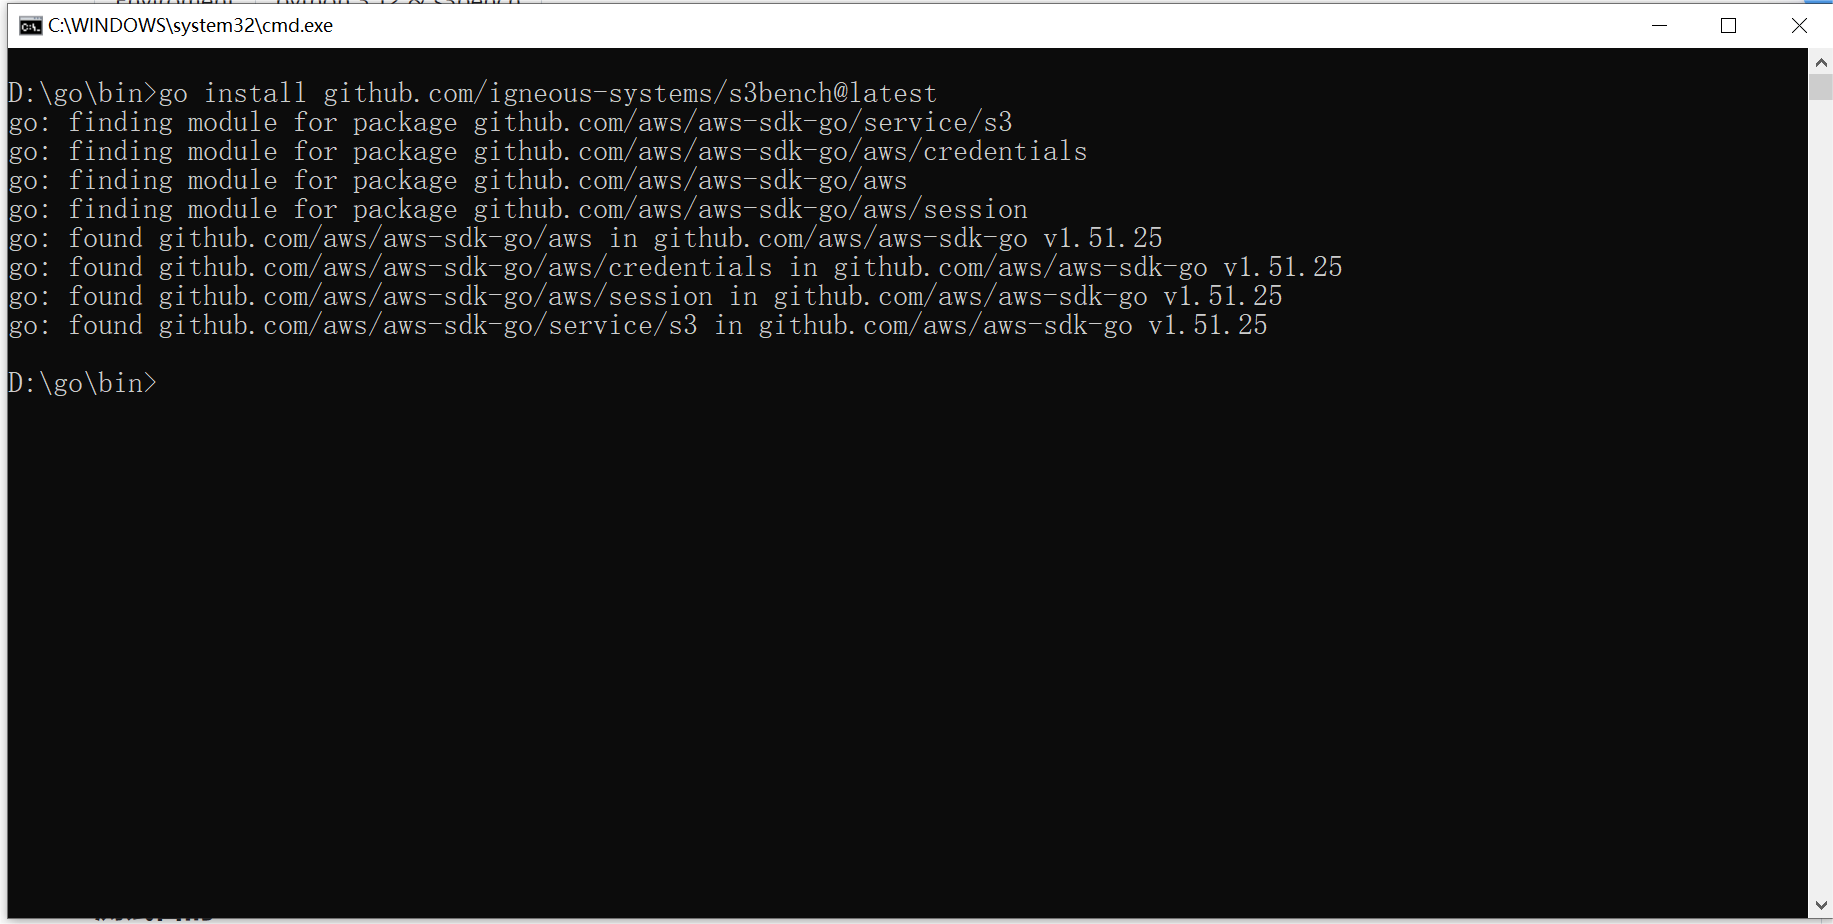 C:\WINDOWS\system32\cmd.exe
D:\go\bin>go install github.com/igneous-systems/s3bench@latest
go: finding module for package github.com/aws/aws-sdk-go/service/s3
go: finding module for package github.com/aws/aws-sdk-go/aws/credentials
go: finding module for package github.com/aws/aws-sdk-go/aws
go: finding module for package github.com/aws/aws-sdk-go/aws/session
go: found github.com/aws/aws-sdk-go/aws in github.com/aws/aws-sdk-go v1.51.25
go: found github.com/aws/aws-sdk-go/aws/credentials in github.com/aws/aws-sdk-go v1.51.25
go: found github.com/aws/aws-sdk-go/aws/session in github.com/aws/aws-sdk-go v1.51.25
go: found github.com/aws/aws-sdk-go/service/s3 in github.com/aws/aws-sdk-go v1.51.25
D:\go\bin>